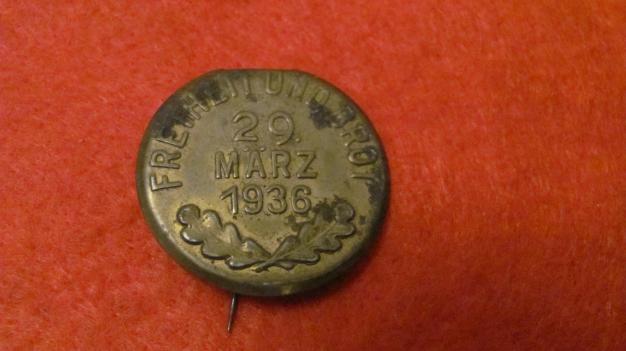 FREIHEIT UND BROT
29.
MÄRZ
1936